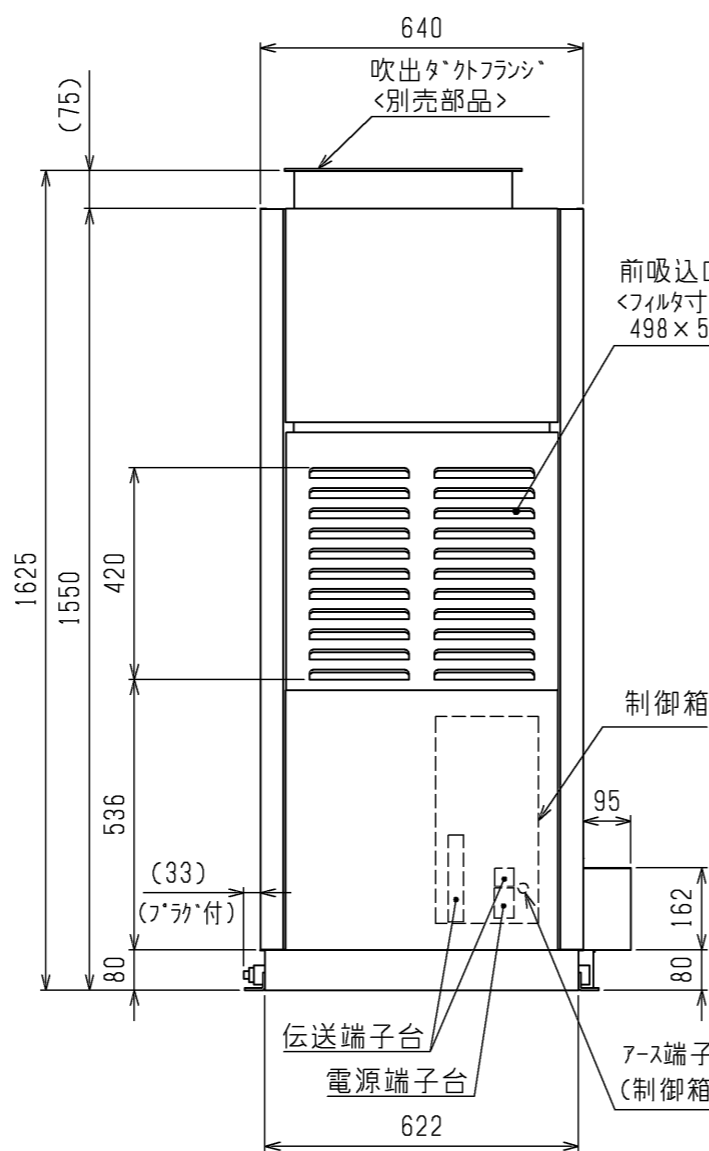 640
吹出ﾀﾞｸﾄﾌﾗﾝｼﾞ
<別売部品>
(75)
前吸込
<ﾌｨﾙﾀ寸
498×5
1625
1550
420
制御箱
95
536
(33)
(ﾌﾟﾗｸﾞ付)
162
80
80
伝送端子台
電源端子台
ｱｰｽ端子
(制御箱
622